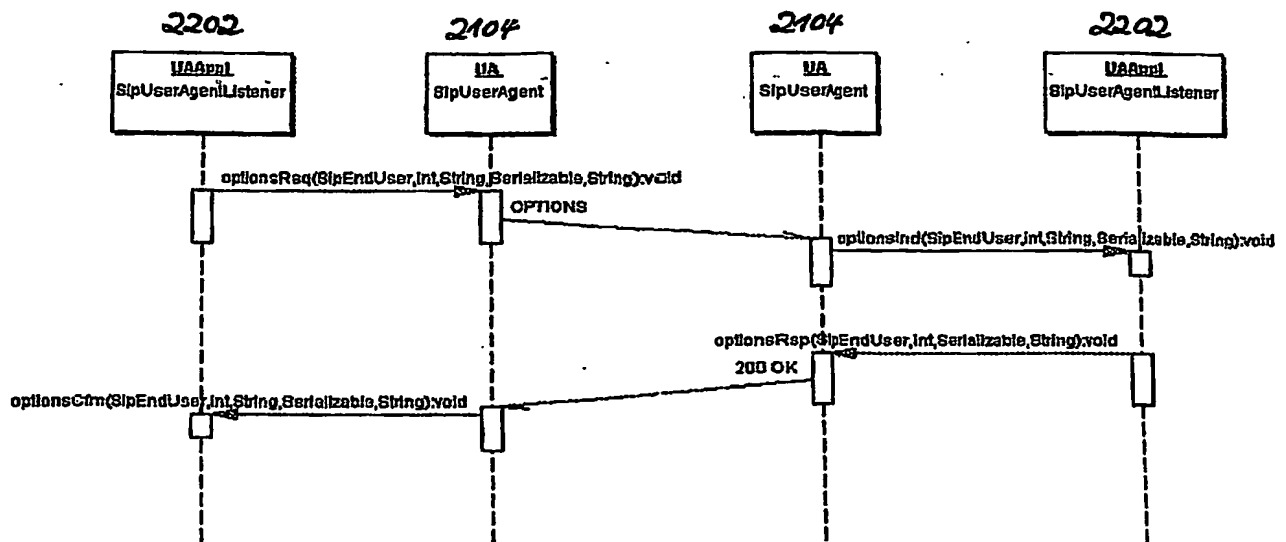 2202 2104 2104 2202
UAAppl UA UA UAAppl
SipUserAgentListener SipUserAgent SipUserAgent SipUserAgentListener
optionsReq(SipEndUser,int,String,Serializable,String):void
OPTIONS
optionsInd(SipEndUser,int,String,Serializable,String):void
optionsRsp(SipEndUser,int,Serializable,String):void
200 OK
optionsCfm(SipEndUser,int,String,Serializable,String):void